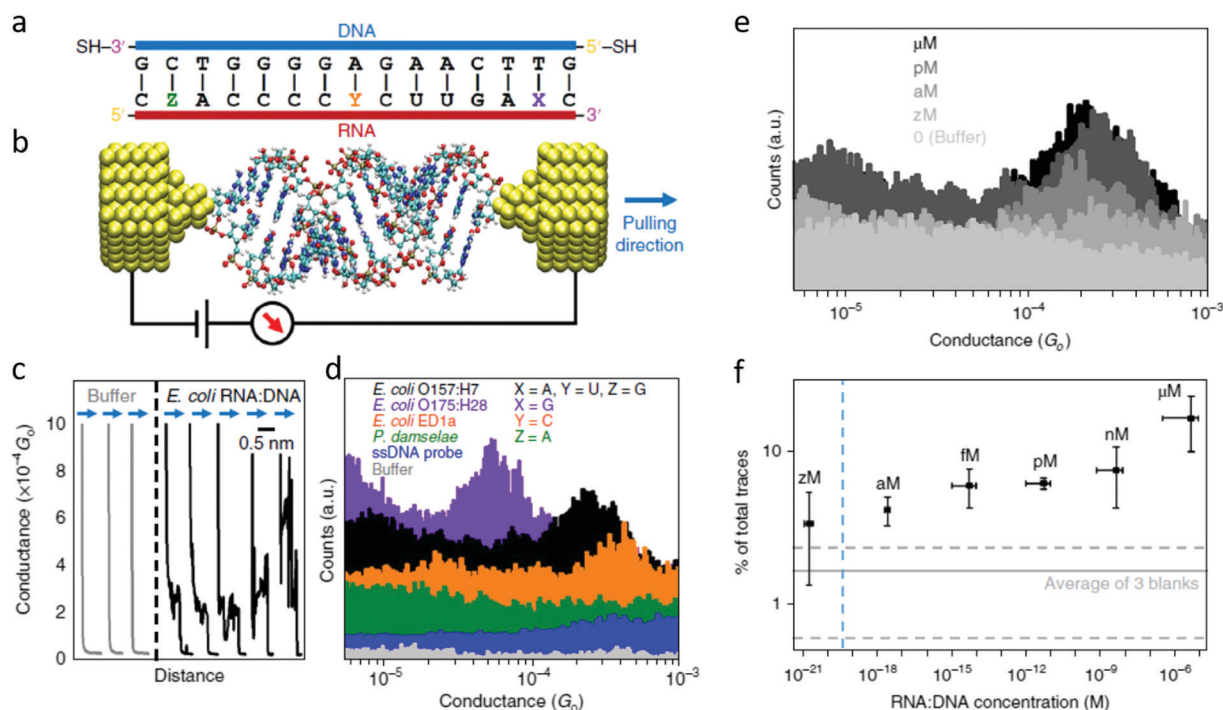 a
DNA
SH–3′
5′–SH
G C T G G G G A G A A C T T G
C Z A C C C C Y C U U G A X C
5′
3′
RNA
b
Pulling
direction
c
Buffer
E. coli RNA:DNA
0.5 nm
Conductance (×10⁻⁴ G₀)
10
8
6
4
2
0
Distance
d
E. coli O157:H7 X = A, Y = U, Z = G
E. coli O175:H28 X = G
E. coli ED1a Y = C
P. damselae Z = A
ssDNA probe
Buffer
Counts (a.u.)
10⁻⁵ 10⁻⁴ 10⁻³
Conductance (G₀)
e
µM
pM
aM
zM
0 (Buffer)
Counts (a.u.)
10⁻⁵ 10⁻⁴ 10⁻³
Conductance (G₀)
f
% of total traces
10
1
zM
aM
fM
pM
nM
µM
Average of 3 blanks
10⁻²¹ 10⁻¹⁸ 10⁻¹⁵ 10⁻¹² 10⁻⁹ 10⁻⁶
RNA:DNA concentration (M)